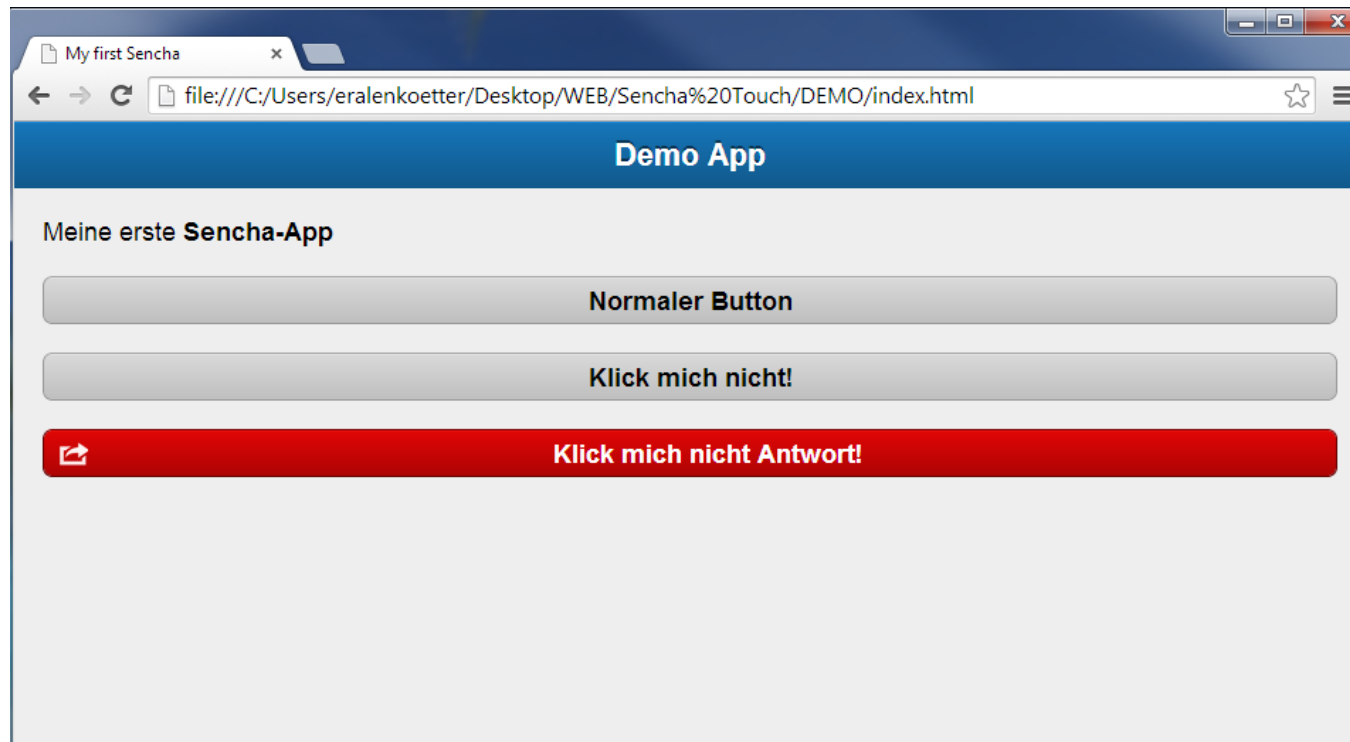 My first Sencha
file:///C:/Users/eralenkoetter/Desktop/WEB/Sencha%20Touch/DEMO/index.html
Demo App
Meine erste Sencha-App
Normaler Button
Klick mich nicht!
Klick mich nicht Antwort!